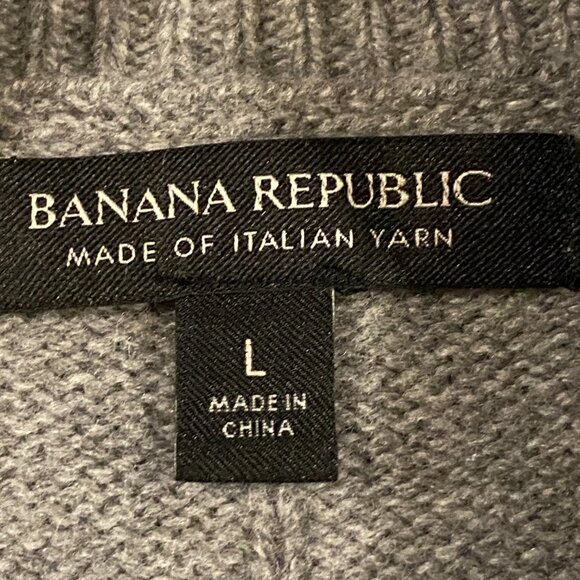 BANANA REPUBLIC
MADE OF ITALIAN YARN
L
MADE IN
CHINA